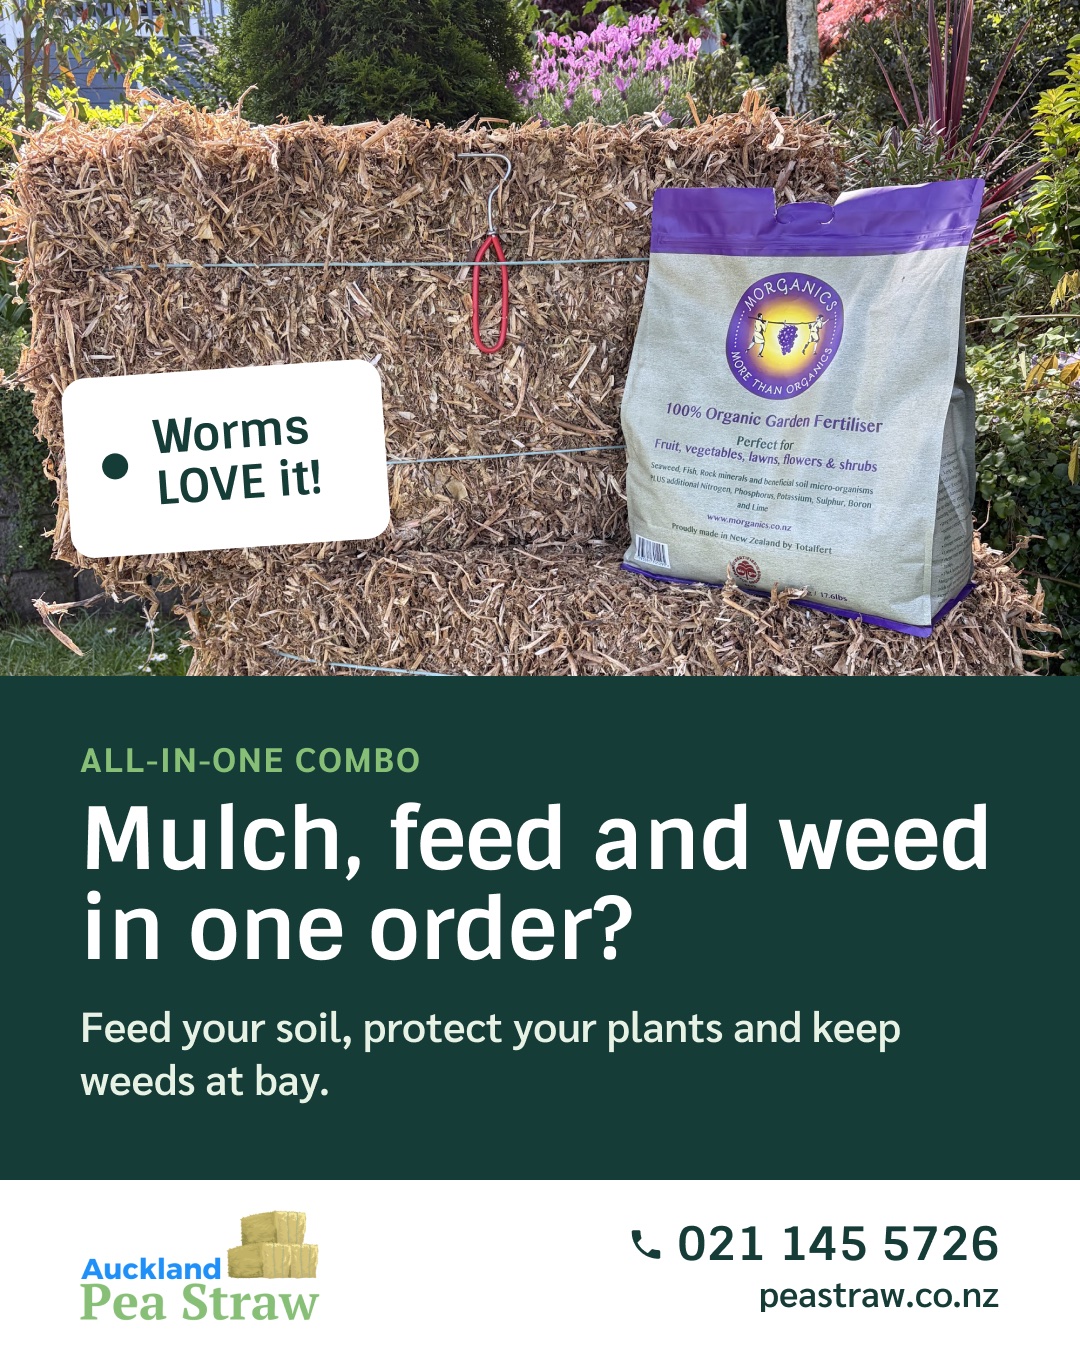 MORGANICS
MORE THAN ORGANICS
100% Organic Garden Fertiliser
Perfect for
Fruit, vegetables, lawns, flowers & shrubs
Seaweed, Fish, Rock minerals and beneficial soil micro-organisms
PLUS additional Nitrogen, Phosphorus, Potassium, Sulphur, Boron
and Lime
www.morganics.co.nz
Proudly made in New Zealand by Totalfert
17.6lbs
Worms
LOVE it!
ALL-IN-ONE COMBO
Mulch, feed and weed
in one order?
Feed your soil, protect your plants and keep
weeds at bay.
Auckland
Pea Straw
021 145 5726
peastraw.co.nz